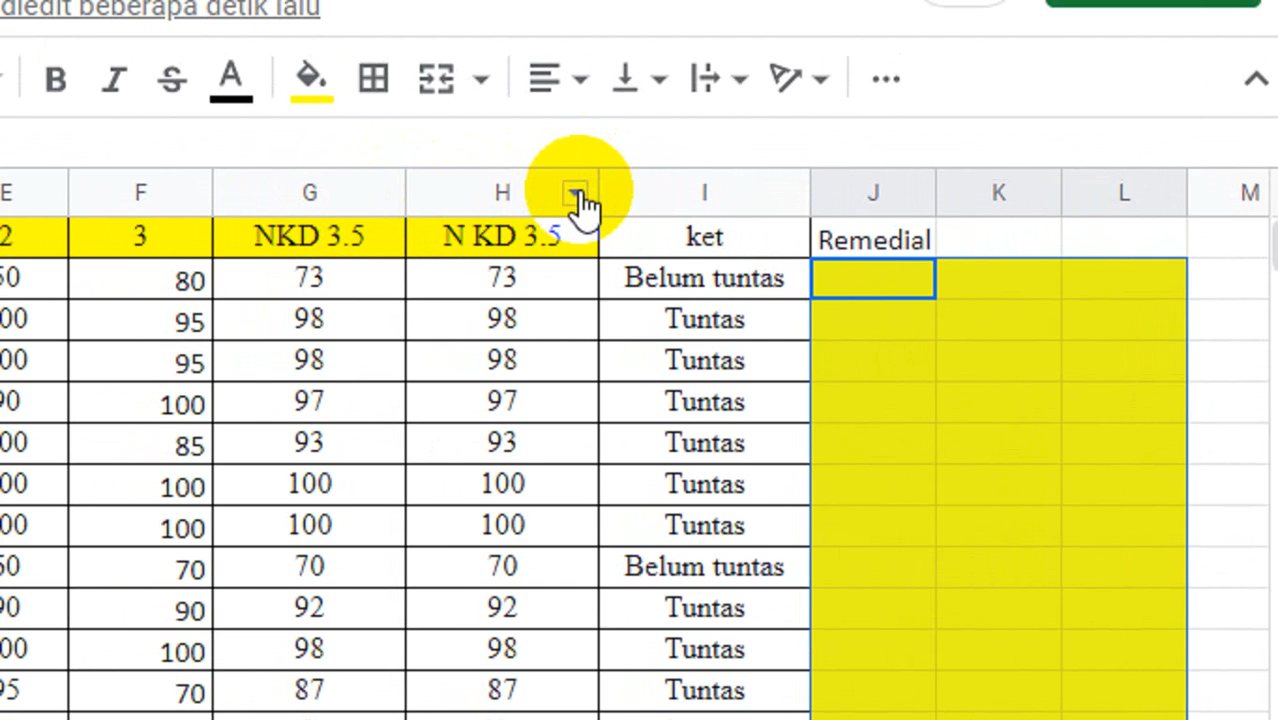 diedit beberapa detik lalu
B I S A
E F G H I J K L M
2 3 NKD 3.5 N KD 3.5 ket Remedial
50 80 73 73 Belum tuntas
00 95 98 98 Tuntas
00 95 98 98 Tuntas
90 100 97 97 Tuntas
00 85 93 93 Tuntas
00 100 100 100 Tuntas
00 100 100 100 Tuntas
50 70 70 70 Belum tuntas
90 90 92 92 Tuntas
00 100 98 98 Tuntas
95 70 87 87 Tuntas